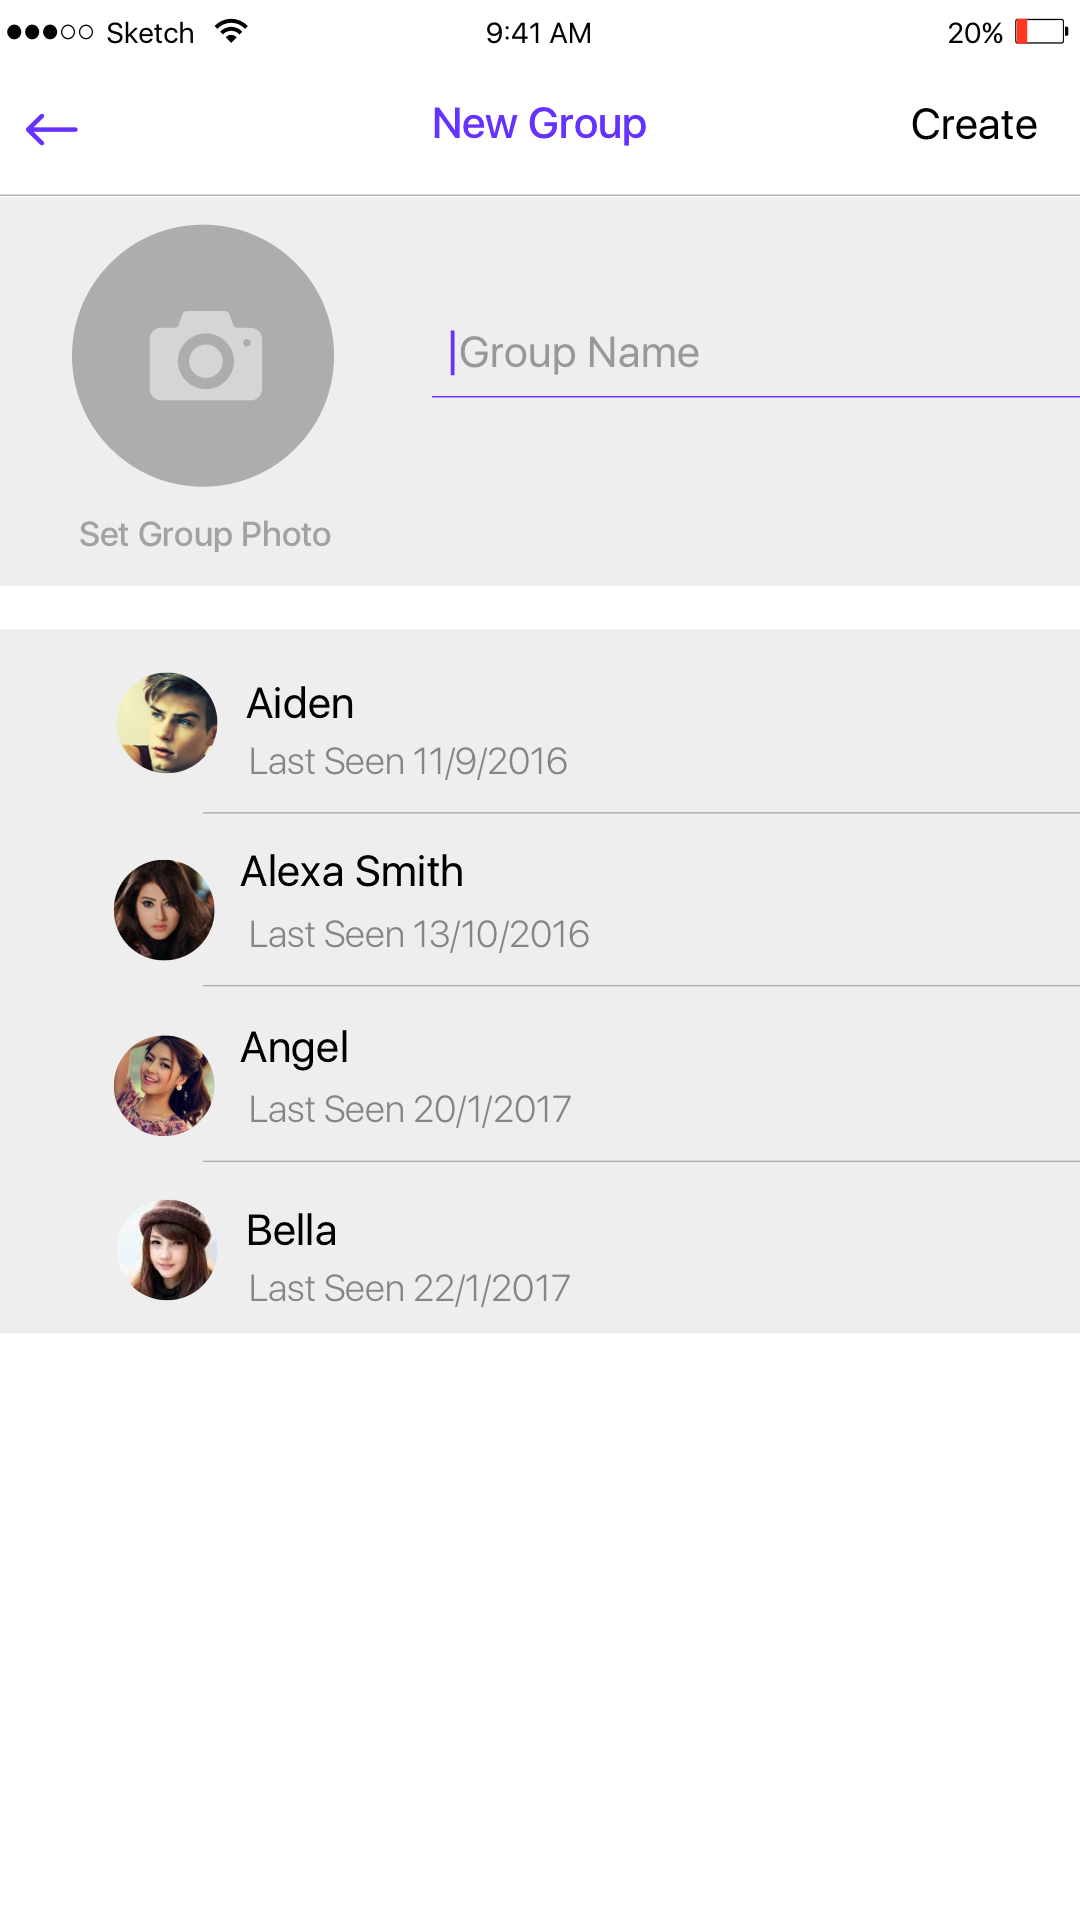 Sketch 9:41 AM 20%
New Group Create
Group Name
Set Group Photo
Aiden
Last Seen 11/9/2016
Alexa Smith
Last Seen 13/10/2016
Angel
Last Seen 20/1/2017
Bella
Last Seen 22/1/2017